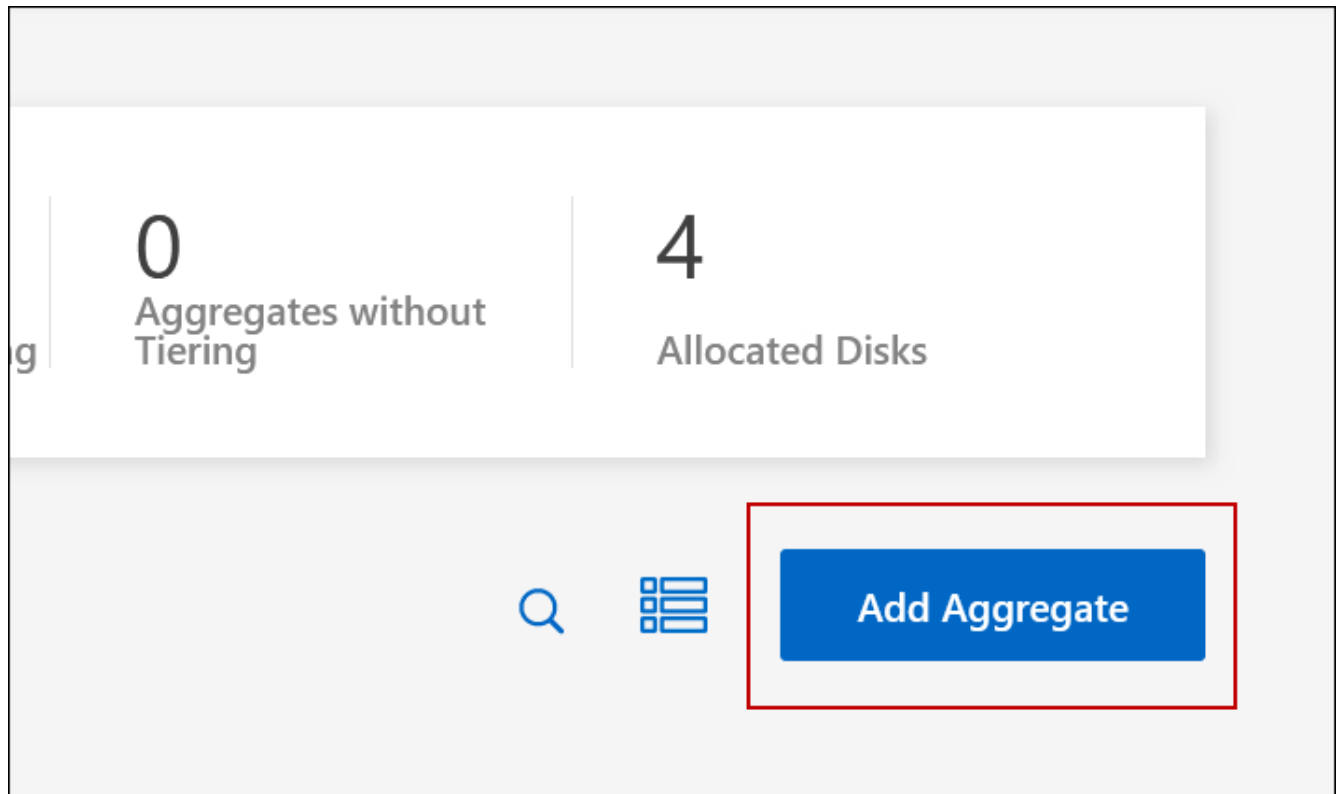 0
Aggregates without
Tiering
4
Allocated Disks
Add Aggregate